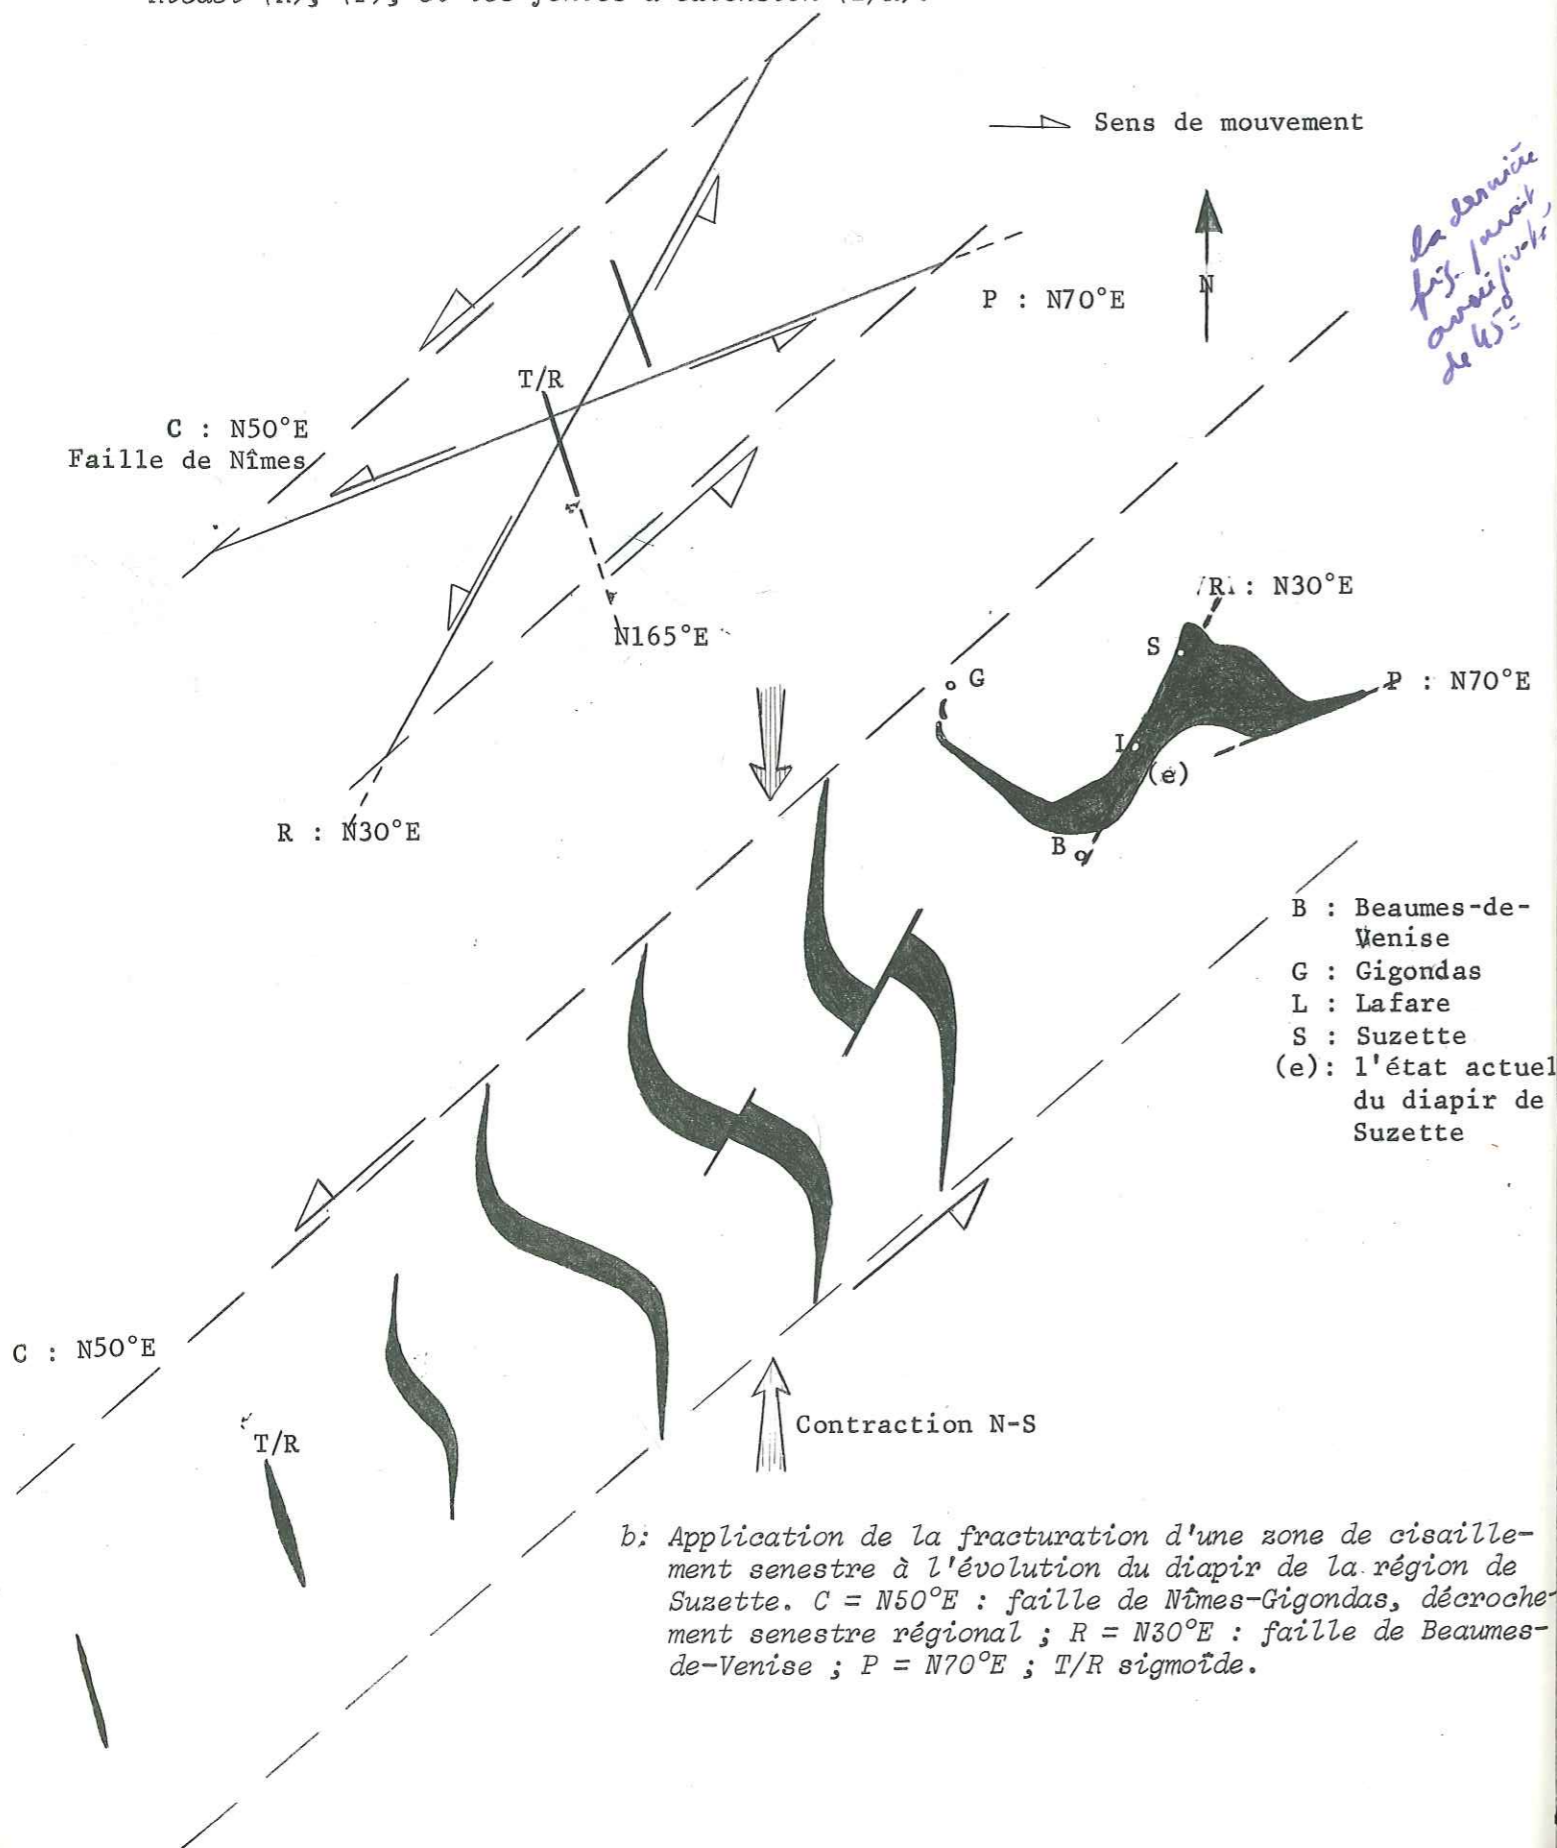 Sens de mouvement
la dernière
de 45°
N
P : N70°E
T/R
C : N50°E
Faille de Nîmes
N165°E
R : N30°E
R : N30°E
S
G
P : N70°E
(e)
B
B : Beaumes-de-
Venise
G : Gigondas
L : Lafare
S : Suzette
(e): l'état actuel
du diapir de
Suzette
C : N50°E
T/R
Contraction N-S
b: Application de la fracturation d'une zone de cisaille-
ment senestre à l'évolution du diapir de la région de
Suzette. C = N50°E : faille de Nîmes-Gigondas, décroche-
ment senestre régional ; R = N30°E : faille de Beaumes-
de-Venise ; P = N70°E ; T/R sigmoïde.